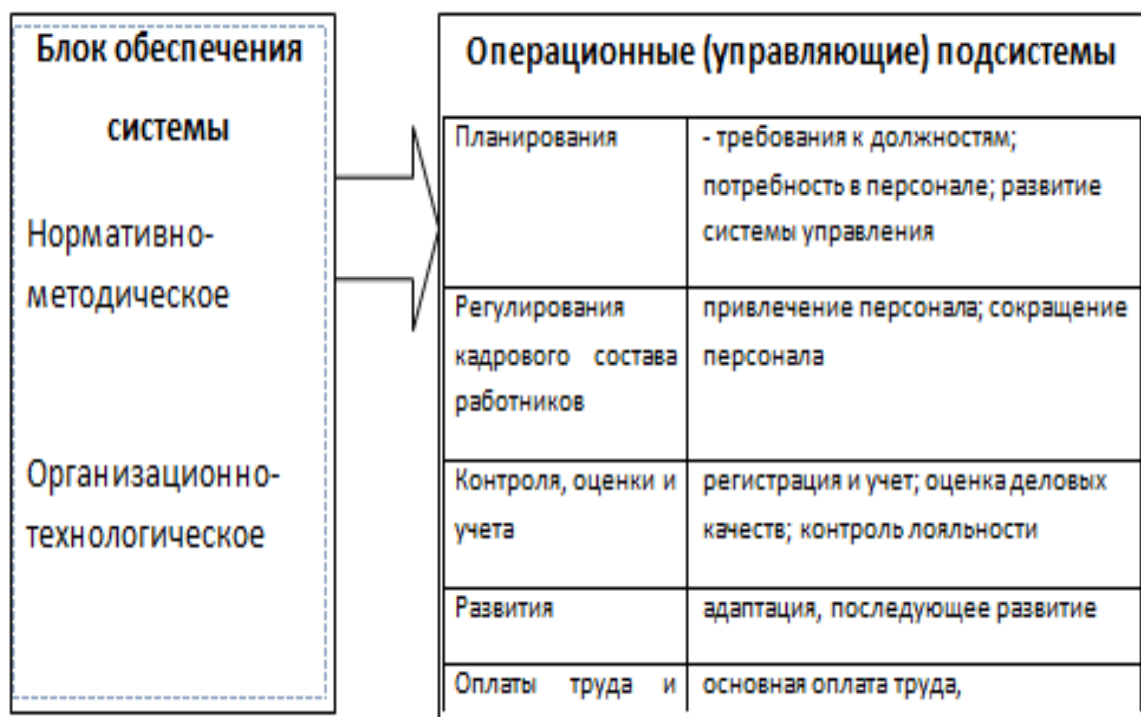 Блок обеспечения
системы
Нормативно-
методическое
Организационно-
технологическое
Операционные (управляющие) подсистемы
Планирования
- требования к должностям;
потребность в персонале; развитие
системы управления
Регулирования
кадрового состава
работников
привлечение персонала; сокращение
персонала
Контроля, оценки и
учета
регистрация и учет; оценка деловых
качеств; контроль лояльности
Развития
адаптация, последующее развитие
Оплаты труда и
основная оплата труда,